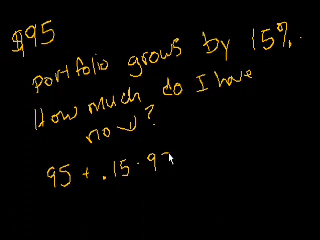 $95
Portfolio grows by 15%.
How much do I have
now?
95 + .15 · 9